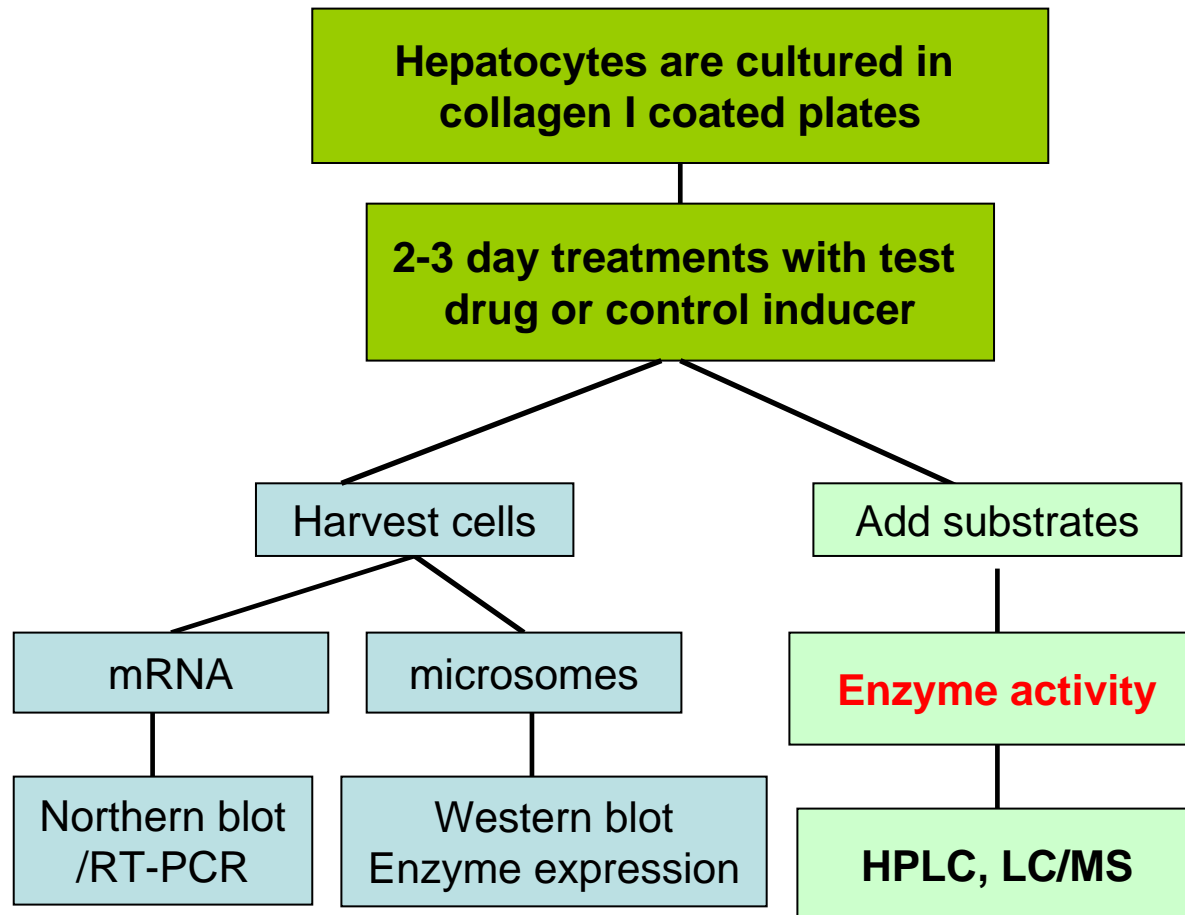 Hepatocytes are cultured in
collagen I coated plates
2-3 day treatments with test
drug or control inducer
Harvest cells
Add substrates
mRNA
microsomes
Enzyme activity
Northern blot
/RT-PCR
Western blot
Enzyme expression
HPLC, LC/MS